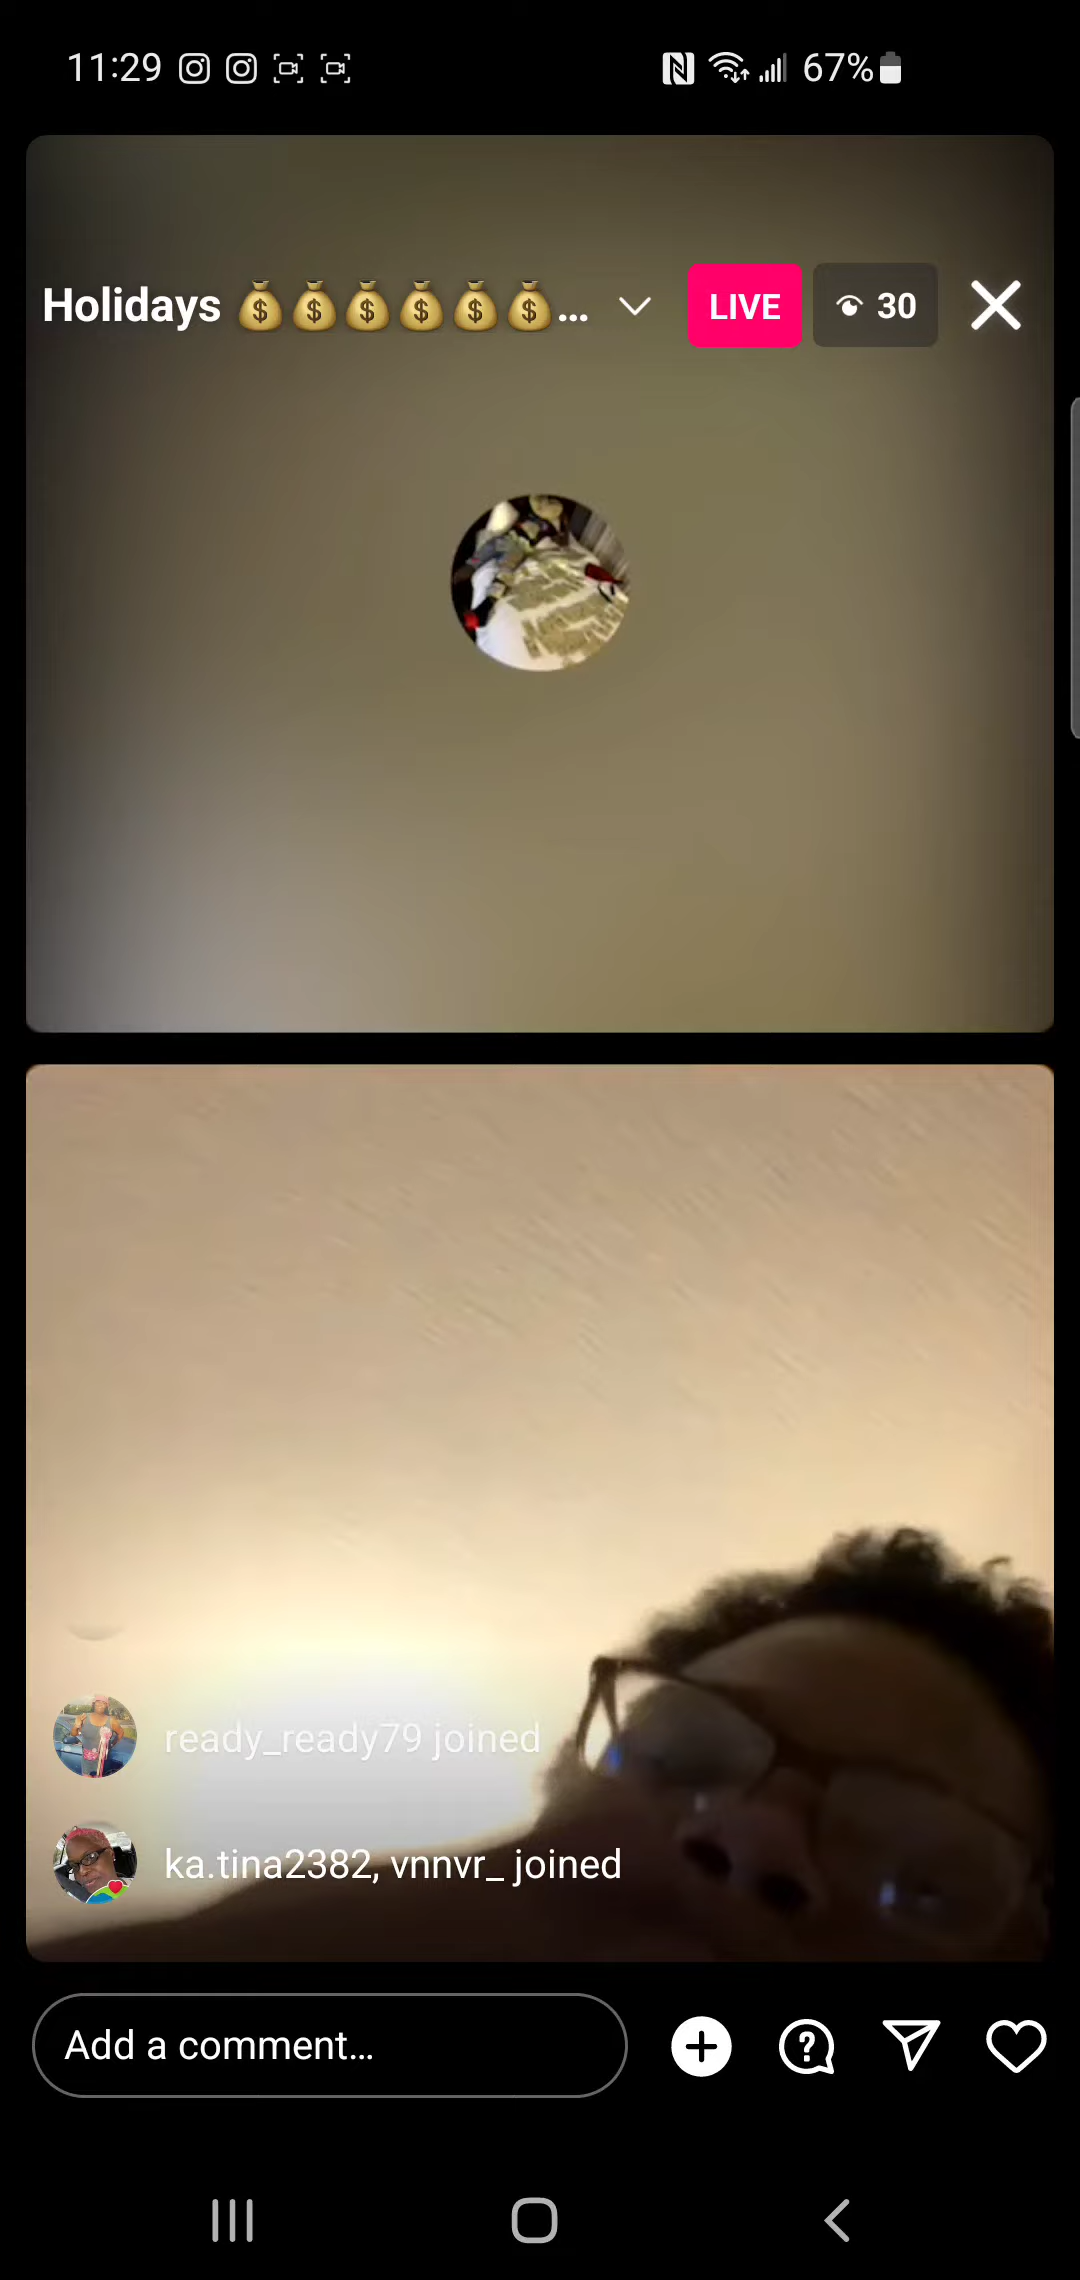 11:29 67%
Holidays 💰💰💰💰💰💰... LIVE 30
ready_ready79 joined
ka.tina2382, vnnvr_ joined
Add a comment...